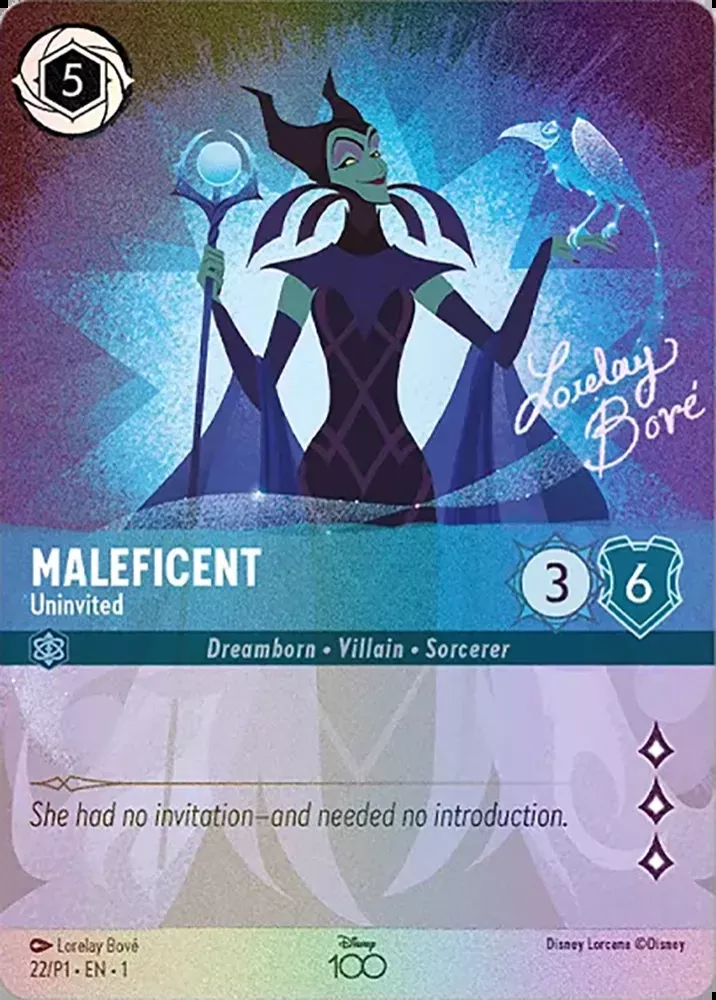 5
Lorelay
Bové
MALEFICENT
Uninvited
3
6
Dreamborn • Villain • Sorcerer
She had no invitation—and needed no introduction.
Lorelay Bové
22/P1 • EN • 1
Disney
100
Disney Lorcana ©Disney